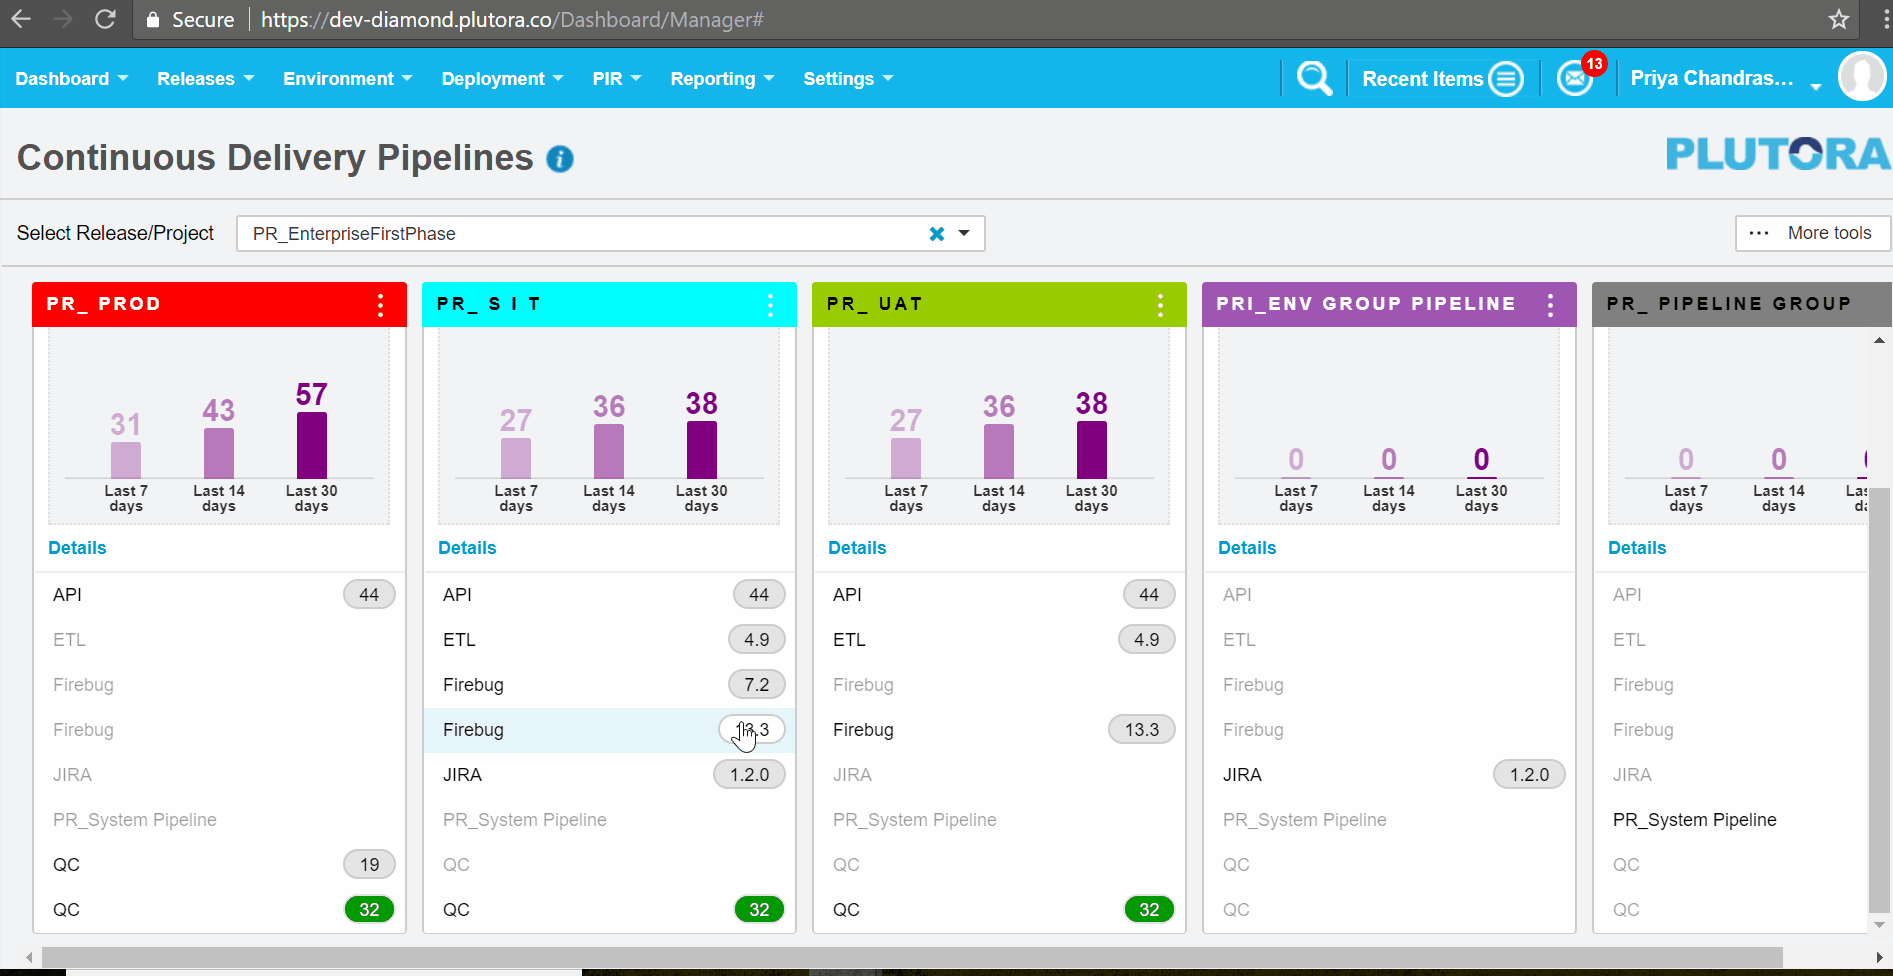 Secure https://dev-diamond.plutora.co/Dashboard/Manager#
Dashboard Releases Environment Deployment PIR Reporting Settings Recent Items 13 Priya Chandras...
Continuous Delivery Pipelines i PLUTORA
Select Release/Project PR_EnterpriseFirstPhase ... More tools
PR_ PROD
31 43 57
Last 7 days Last 14 days Last 30 days
Details
API 44
ETL
Firebug
Firebug
JIRA
PR_System Pipeline
QC 19
QC 32
PR_ S I T
27 36 38
Last 7 days Last 14 days Last 30 days
Details
API 44
ETL 4.9
Firebug 7.2
Firebug
JIRA 1.2.0
PR_System Pipeline
QC
QC 32
PR_ UAT
27 36 38
Last 7 days Last 14 days Last 30 days
Details
API 44
ETL 4.9
Firebug
Firebug 13.3
JIRA
PR_System Pipeline
QC
QC 32
PRI_ENV GROUP PIPELINE
0 0 0
Last 7 days Last 14 days Last 30 days
Details
API
ETL
Firebug
Firebug
JIRA 1.2.0
PR_System Pipeline
QC
QC
PR_ PIPELINE GROUP
0 0
Last 7 days Last 14 days
Details
API
ETL
Firebug
Firebug
JIRA
PR_System Pipeline
QC
QC